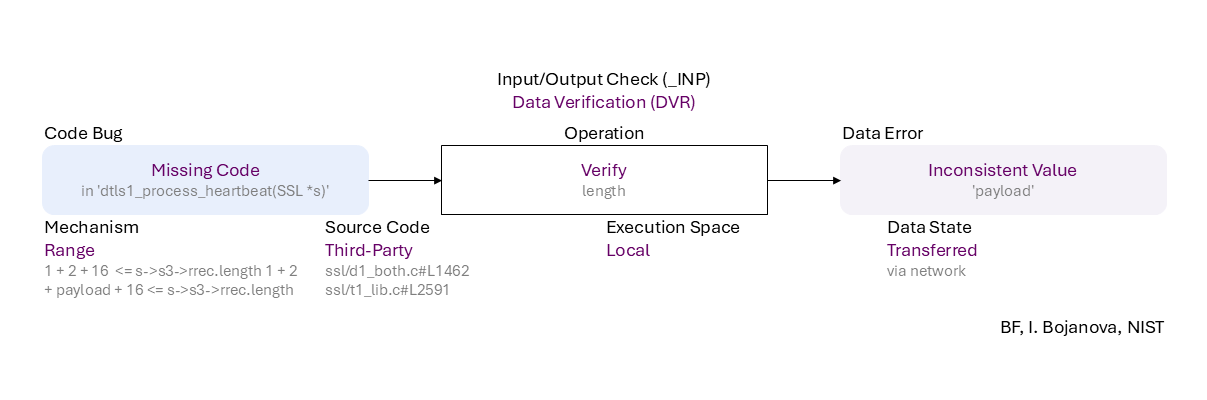 Input/Output Check (_INP)
Data Verification (DVR)
Code Bug
Operation
Data Error
Missing Code
in 'dtls1_process_heartbeat(SSL *s)'
Verify
length
Inconsistent Value
'payload'
Mechanism
Range
1 + 2 + 16 <= s->s3->rrec.length 1 + 2
+ payload + 16 <= s->s3->rrec.length
Source Code
Third-Party
ssl/d1_both.c#L1462
ssl/t1_lib.c#L2591
Execution Space
Local
Data State
Transferred
via network
BF, I. Bojanova, NIST